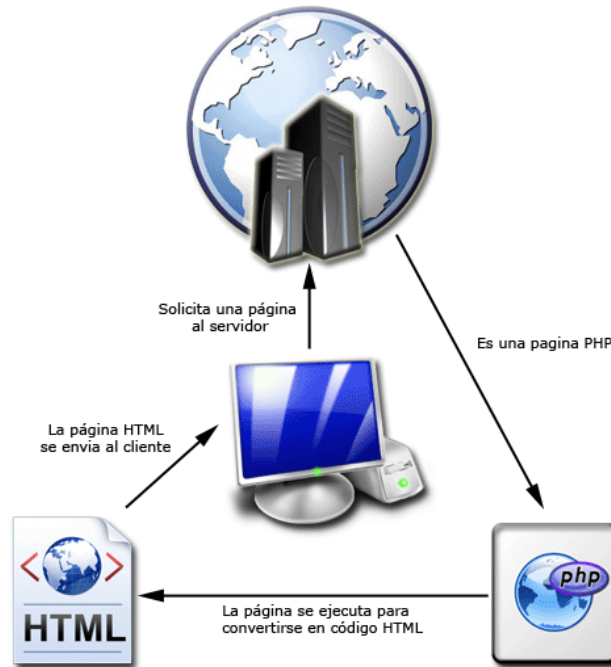 Solicita una página
al servidor
Es una pagina PHP
La página HTML
se envia al cliente
php
La página se ejecuta para
convertirse en código HTML
< >
HTML